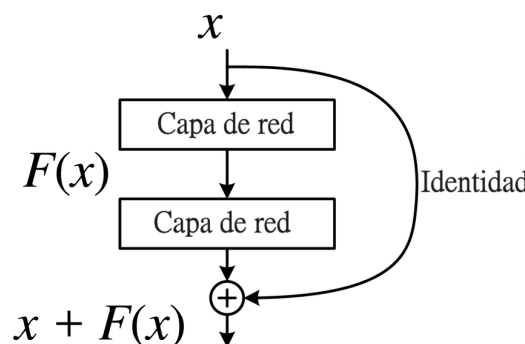 x
Capa de red
F(x)
Identidad
Capa de red
+
x + F(x)